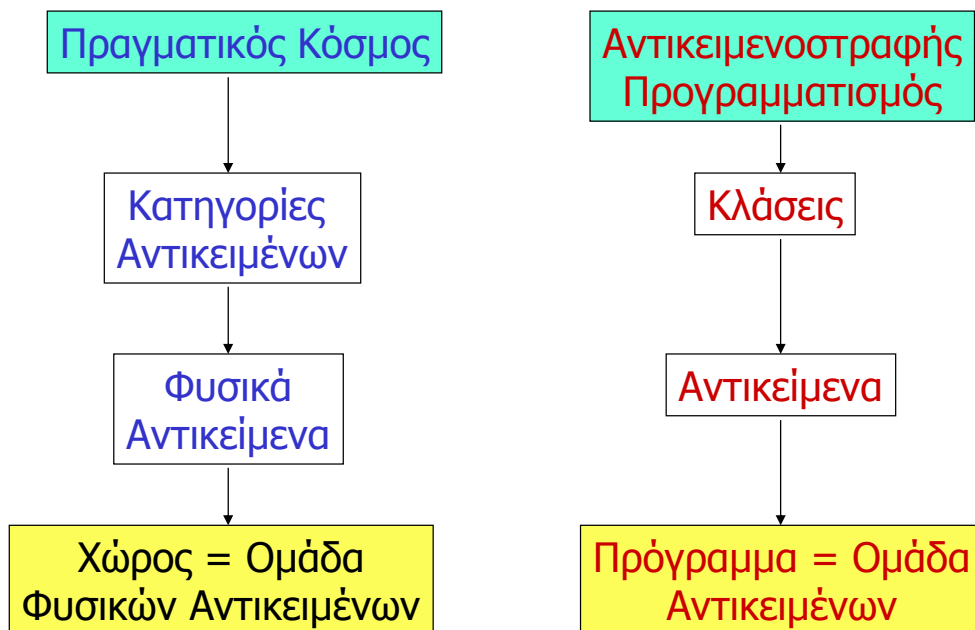 Πραγματικός Κόσμος
Κατηγορίες
Αντικειμένων
Φυσικά
Αντικείμενα
Χώρος = Ομάδα
Φυσικών Αντικειμένων
Αντικειμενοστραφής
Προγραμματισμός
Κλάσεις
Αντικείμενα
Πρόγραμμα = Ομάδα
Αντικειμένων